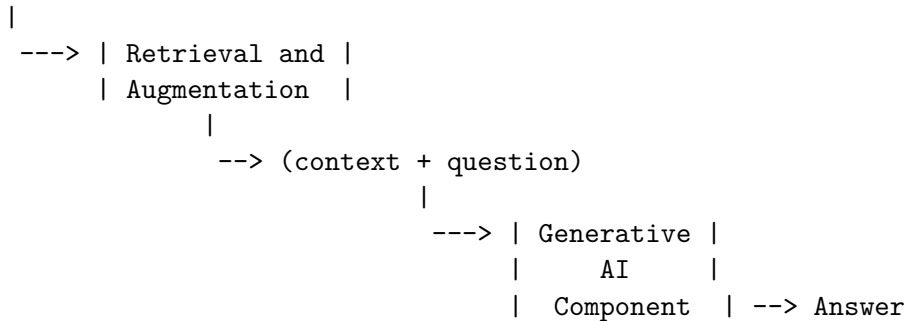 |
---> | Retrieval and |
| Augmentation |
|
--> (context + question)
|
---> | Generative |
| AI |
| Component | --> Answer